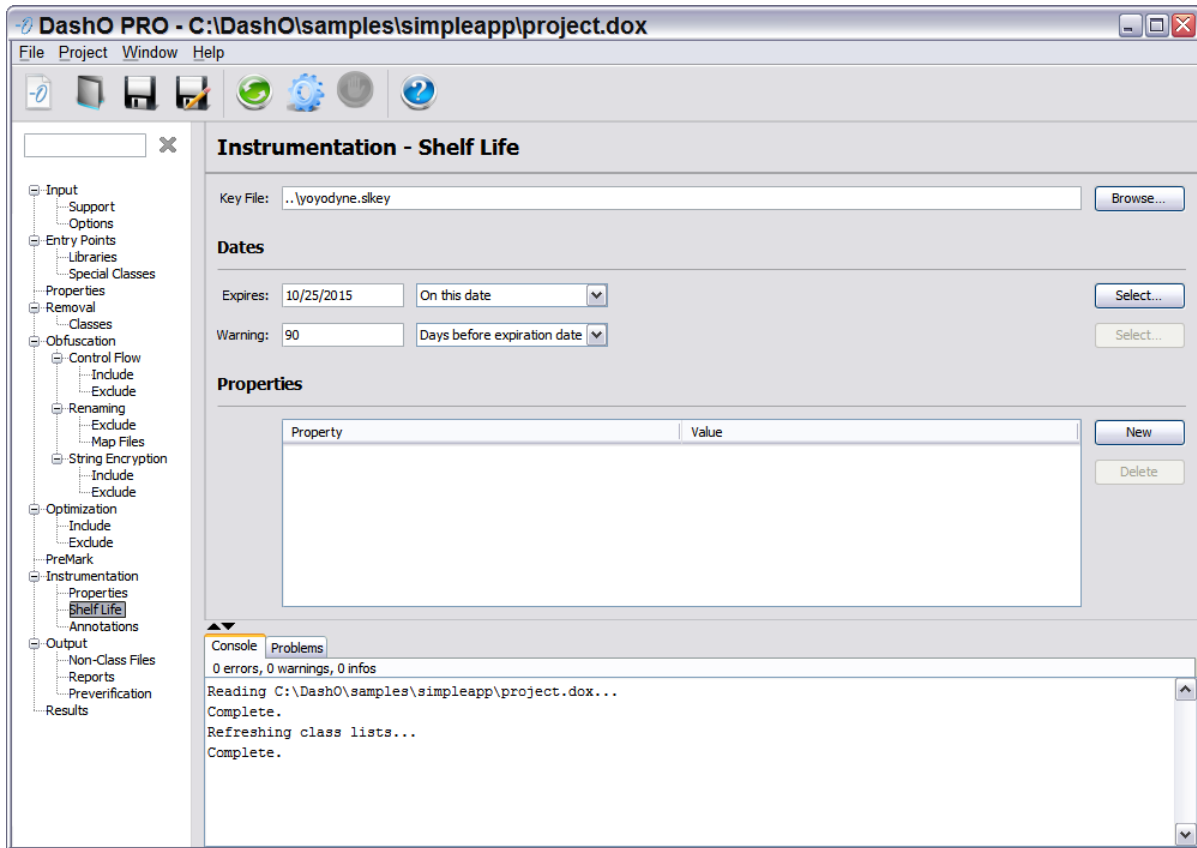 DashO PRO - C:\DashO\samples\simpleapp\project.dox
File Project Window Help
Instrumentation - Shelf Life
Key File: ..\yoyodyne.slkey Browse...
Dates
Expires: 10/25/2015 On this date Select...
Warning: 90 Days before expiration date Select...
Properties
Property Value New
Delete
Input
Support
Options
Entry Points
Libraries
Special Classes
Properties
Removal
Classes
Obfuscation
Control Flow
Include
Exclude
Renaming
Exclude
Map Files
String Encryption
Include
Exclude
Optimization
Include
Exclude
PreMark
Instrumentation
Properties
Shelf Life
Annotations
Output
Non-Class Files
Reports
Preverification
Results
Console Problems
0 errors, 0 warnings, 0 infos
Reading C:\DashO\samples\simpleapp\project.dox...
Complete.
Refreshing class lists...
Complete.